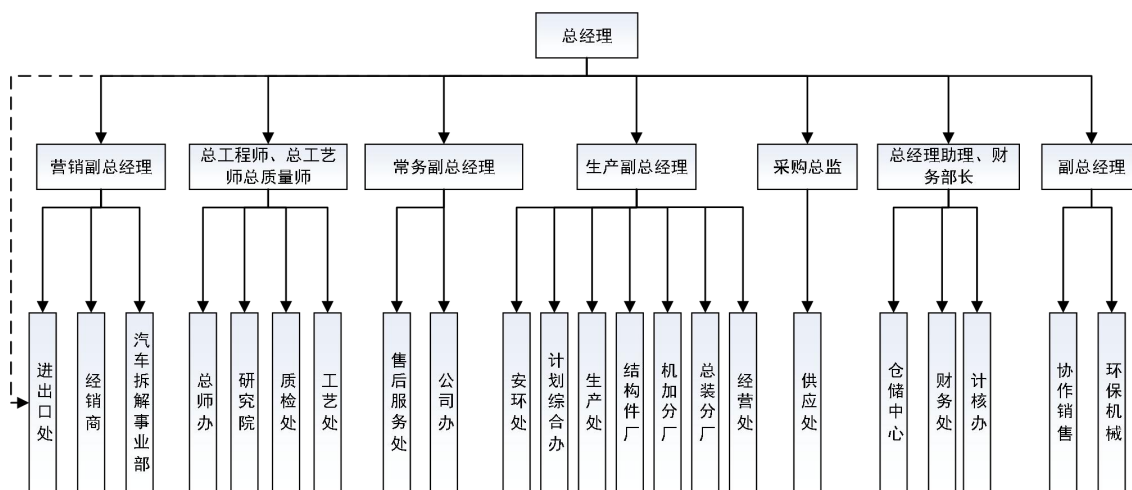 总经理
营销副总经理
总工程师、总工艺
师总质量师
常务副总经理
生产副总经理
采购总监
总经理助理、财
务部长
副总经理
进出口处
经销商
汽车拆解事业部
总师办
研究院
质检处
工艺处
售后服务处
公司办
安环处
计划综合办
生产处
结构件厂
机加分厂
总装分厂
经营处
供应处
仓储中心
财务处
计核办
协作销售
环保机械